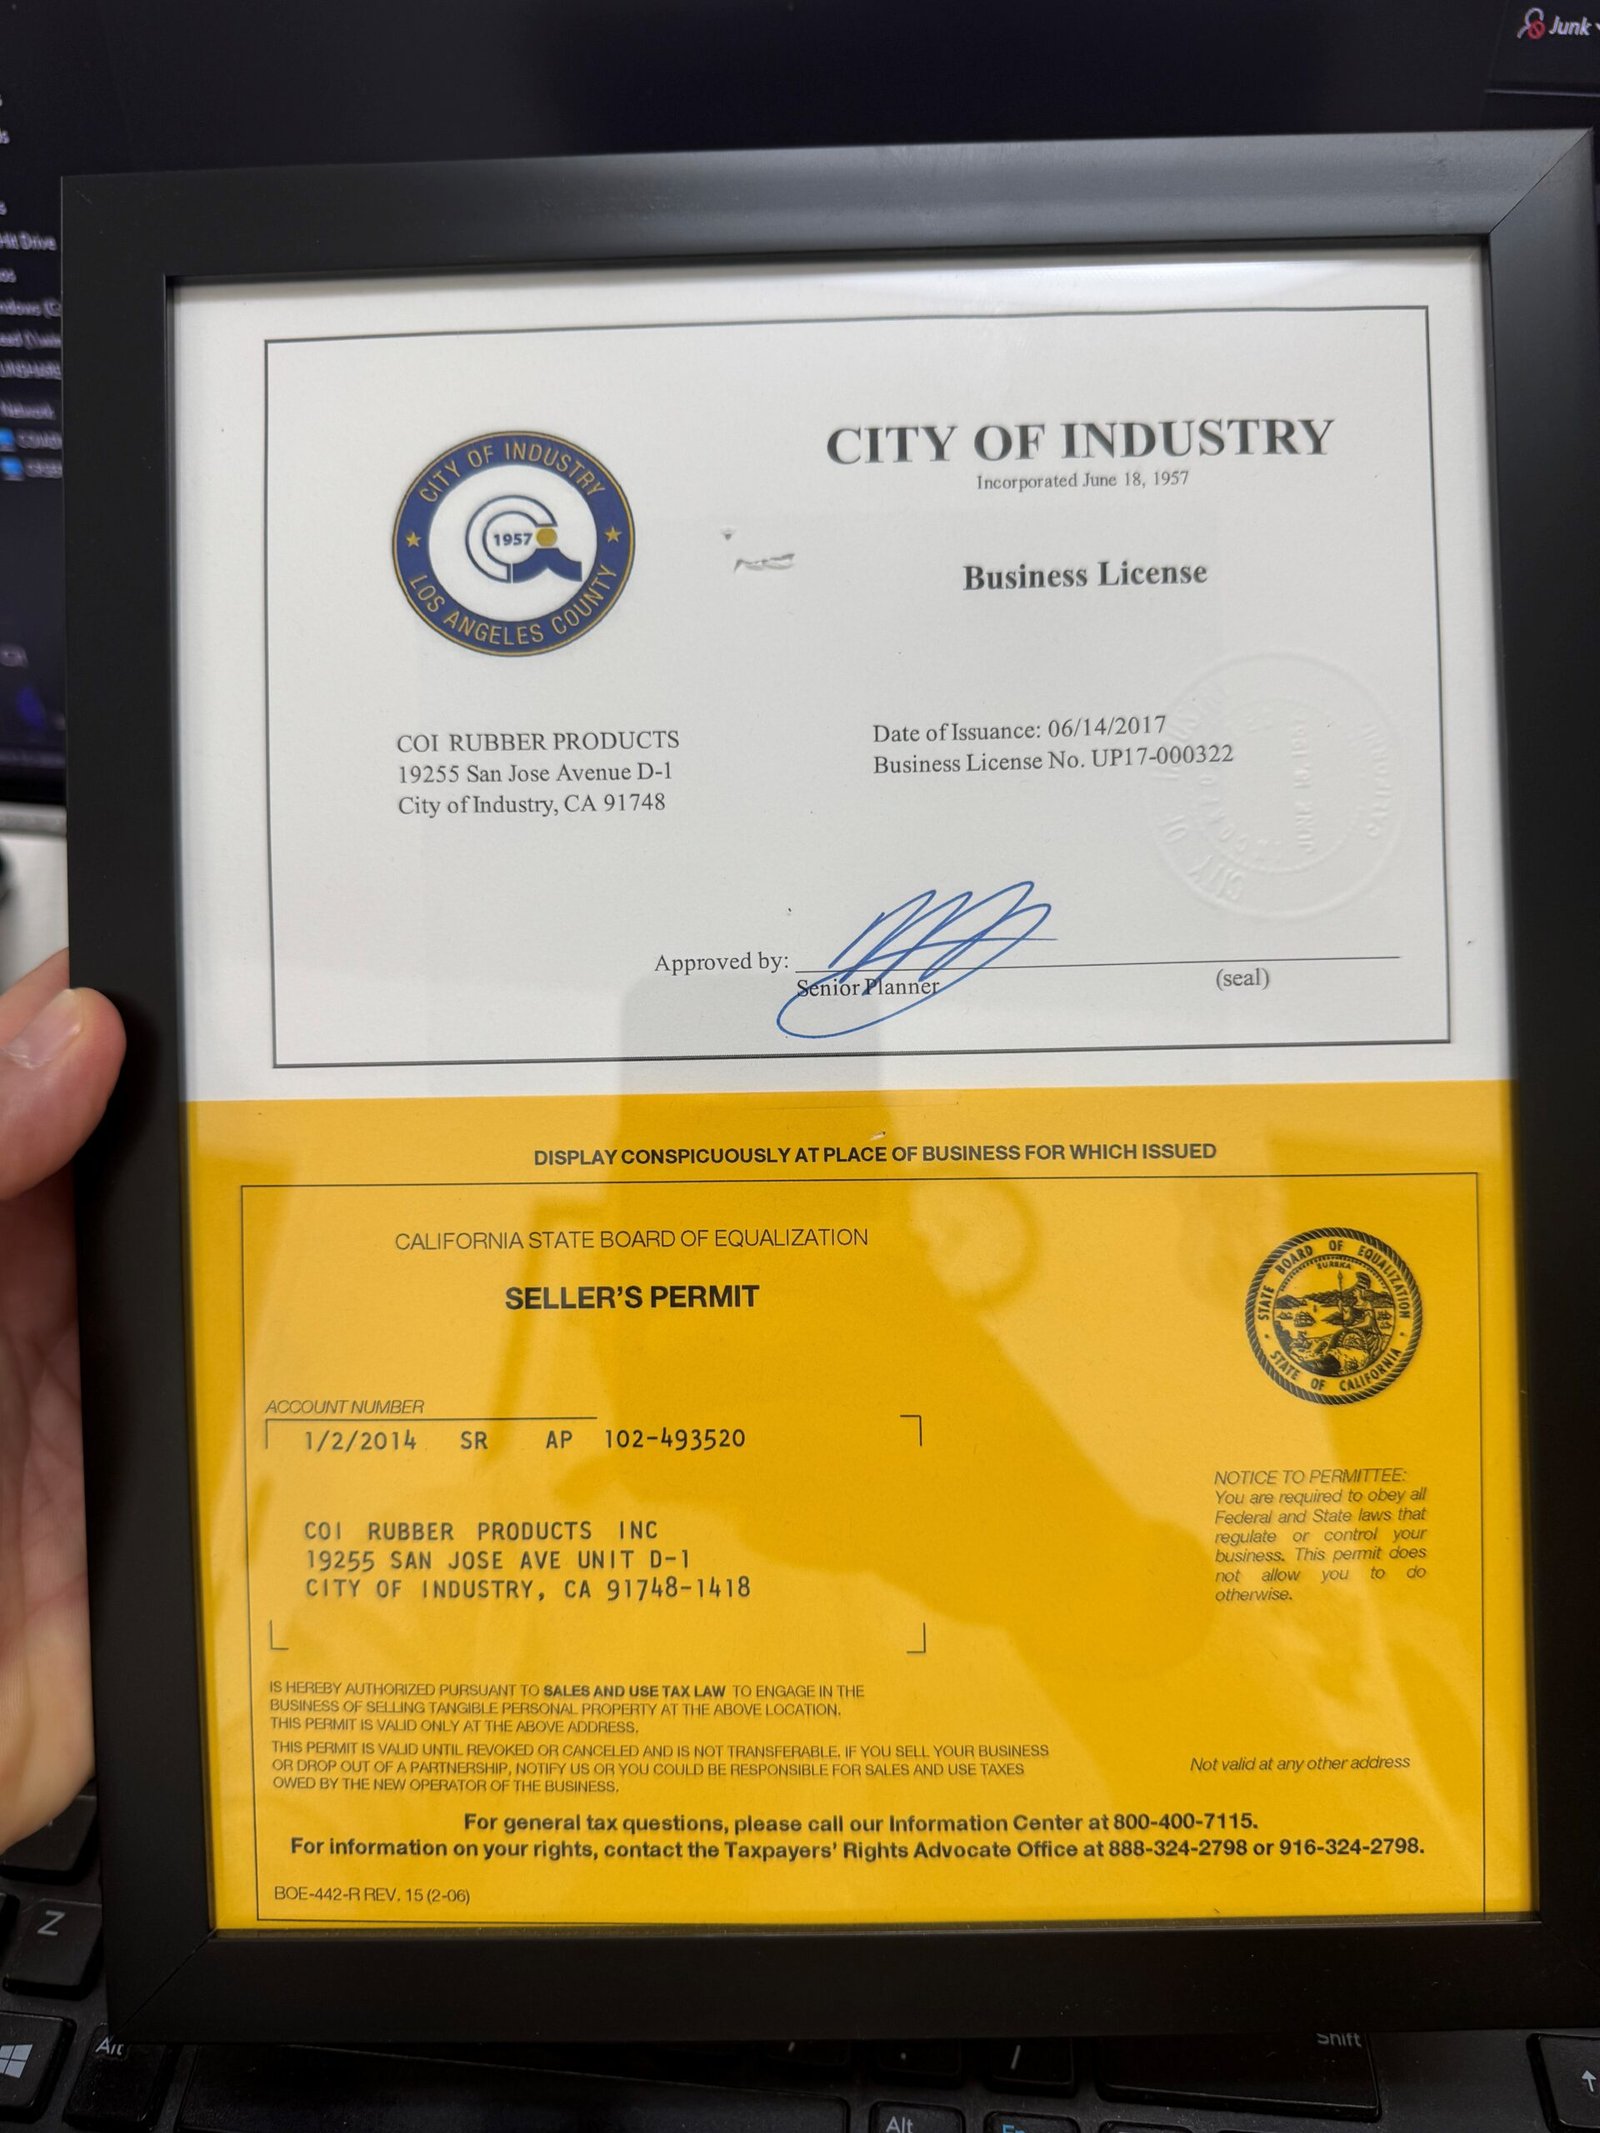 Junk
Drive
Network
CITY OF INDUSTRY
LOS ANGELES COUNTY
1957
CITY OF INDUSTRY
Incorporated June 18, 1957
Business License
COI RUBBER PRODUCTS
19255 San Jose Avenue D-1
City of Industry, CA 91748
Date of Issuance: 06/14/2017
Business License No. UP17-000322
CITY OF
JUNE 18, 1957
CALIFORNIA
Approved by:
Senior Planner
(seal)
DISPLAY CONSPICUOUSLY AT PLACE OF BUSINESS FOR WHICH ISSUED
CALIFORNIA STATE BOARD OF EQUALIZATION
SELLER'S PERMIT
STATE BOARD OF EQUALIZATION
EUREKA
STATE OF CALIFORNIA
ACCOUNT NUMBER
1/2/2014 SR AP 102-493520
COI RUBBER PRODUCTS INC
19255 SAN JOSE AVE UNIT D-1
CITY OF INDUSTRY, CA 91748-1418
NOTICE TO PERMITTEE:
You are required to obey all
Federal and State laws that
regulate or control your
business. This permit does
not allow you to do
otherwise.
IS HEREBY AUTHORIZED PURSUANT TO SALES AND USE TAX LAW TO ENGAGE IN THE
BUSINESS OF SELLING TANGIBLE PERSONAL PROPERTY AT THE ABOVE LOCATION.
THIS PERMIT IS VALID ONLY AT THE ABOVE ADDRESS.
THIS PERMIT IS VALID UNTIL REVOKED OR CANCELED AND IS NOT TRANSFERABLE. IF YOU SELL YOUR BUSINESS
OR DROP OUT OF A PARTNERSHIP, NOTIFY US OR YOU COULD BE RESPONSIBLE FOR SALES AND USE TAXES
OWED BY THE NEW OPERATOR OF THE BUSINESS.
Not valid at any other address
For general tax questions, please call our Information Center at 800-400-7115.
For information on your rights, contact the Taxpayers' Rights Advocate Office at 888-324-2798 or 916-324-2798.
BOE-442-R REV. 15 (2-06)
Z
Alt
Shift
Alt
Fn